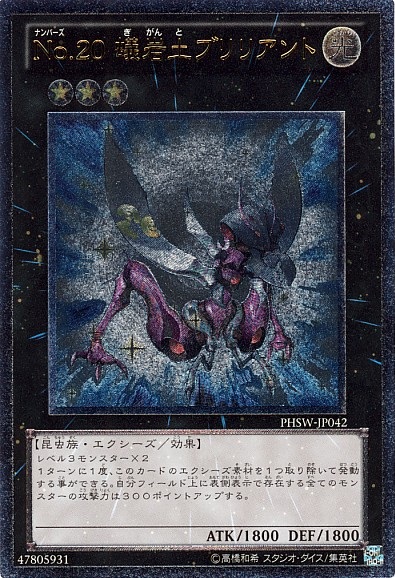 ナンバーズ ぎがんと
No.20 蟻岩土ブリリアント 光
PHSW-JP042
【昆虫族・エクシーズ／効果】
レベル3モンスター×2
1ターンに1度、このカードのエクシーズ素材を1つ取り除いて発動
する事ができる。自分フィールド上に表側表示で存在する全てのモン
スターの攻撃力は300ポイントアップする。
ATK/1800 DEF/1800
47805931
©高橋和希 スタジオ・ダイス/集英社